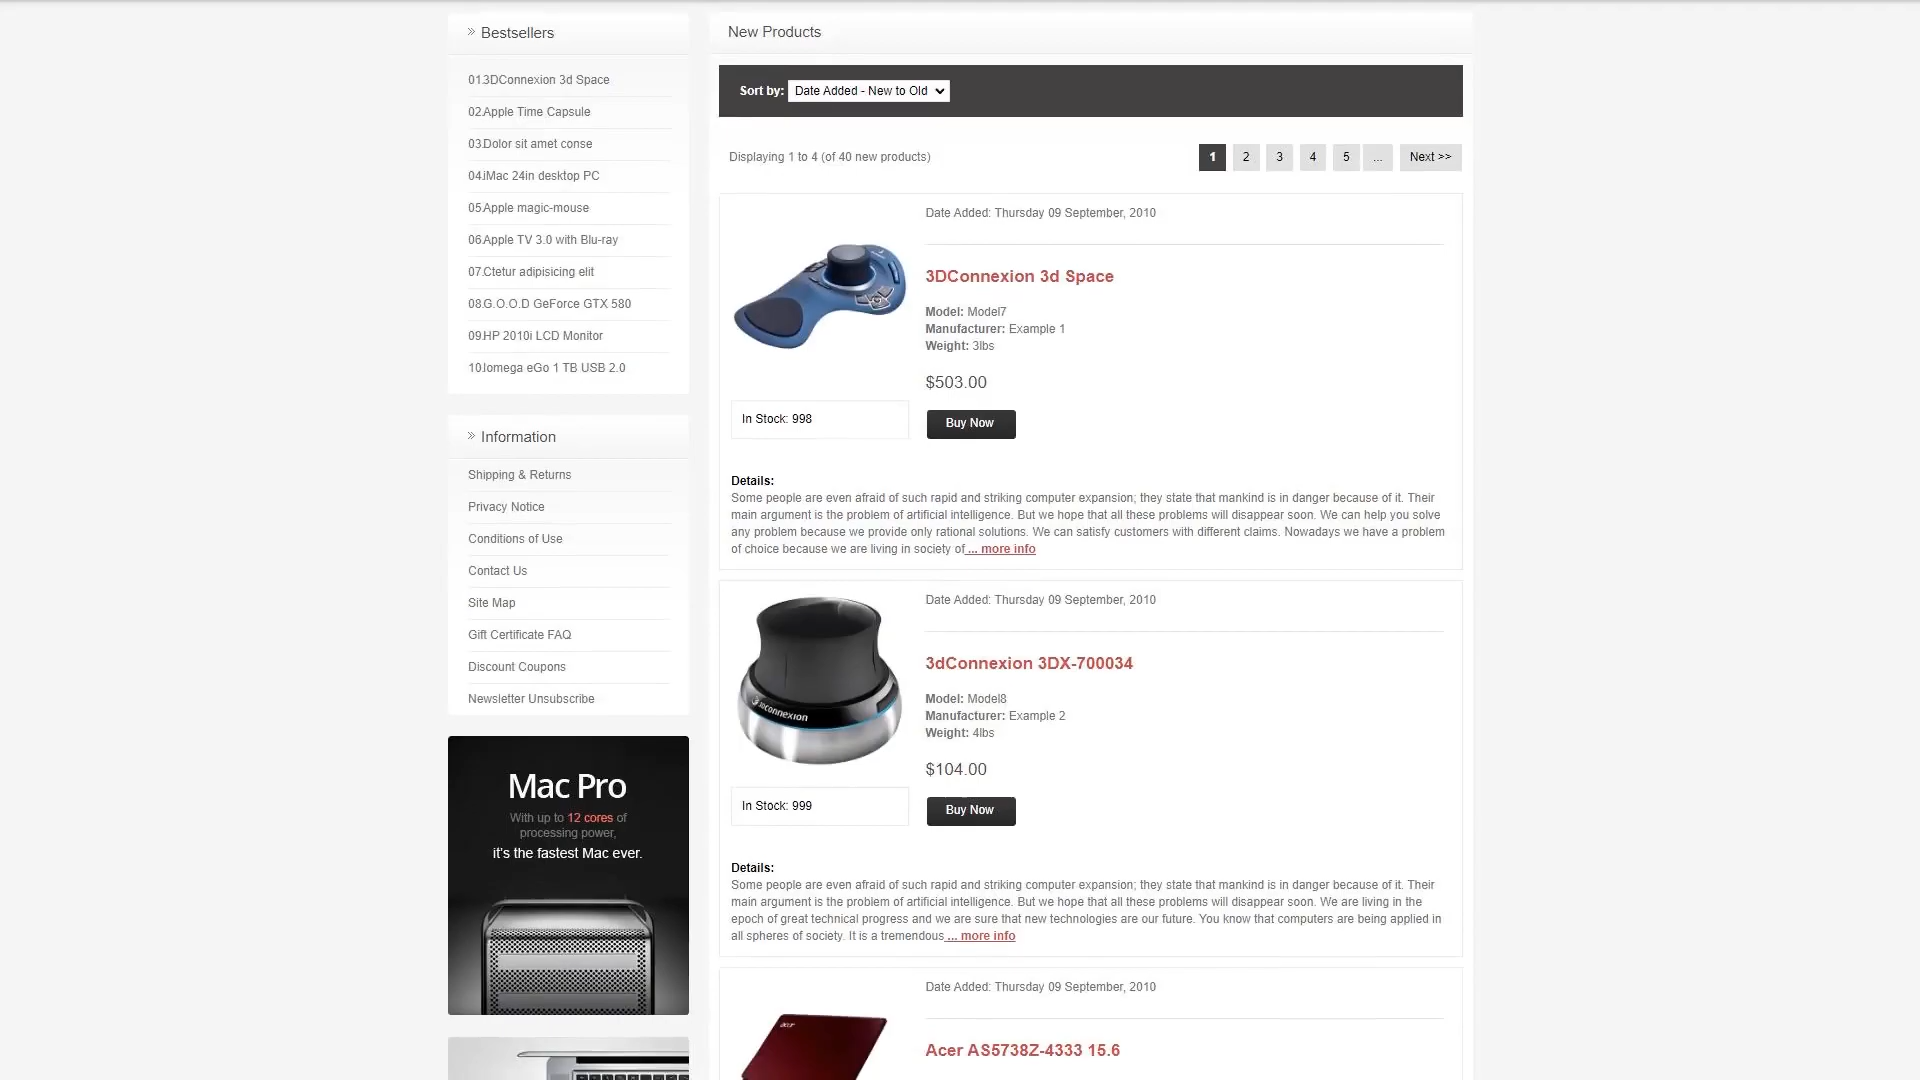 Bestsellers
01.3DConnexion 3d Space
02.Apple Time Capsule
03.Dolor sit amet conse
04.iMac 24in desktop PC
05.Apple magic-mouse
06.Apple TV 3.0 with Blu-ray
07.Ctetur adipisicing elit
08.G.O.O.D GeForce GTX 580
09.HP 2010i LCD Monitor
10.Iomega eGo 1 TB USB 2.0
Information
Shipping & Returns
Privacy Notice
Conditions of Use
Contact Us
Site Map
Gift Certificate FAQ
Discount Coupons
Newsletter Unsubscribe
Mac Pro
With up to 12 cores of
processing power,
it's the fastest Mac ever.
New Products
Sort by: Date Added - New to Old
Displaying 1 to 4 (of 40 new products)
1 2 3 4 5 ... Next >>
Date Added: Thursday 09 September, 2010
3DConnexion 3d Space
Model: Model7
Manufacturer: Example 1
Weight: 3lbs
$503.00
In Stock: 998
Buy Now
Details:
Some people are even afraid of such rapid and striking computer expansion; they state that mankind is in danger because of it. Their
main argument is the problem of artificial intelligence. But we hope that all these problems will disappear soon. We can help you solve
any problem because we provide only rational solutions. We can satisfy customers with different claims. Nowadays we have a problem
of choice because we are living in society of ... more info
Date Added: Thursday 09 September, 2010
3dConnexion 3DX-700034
3Dconnexion
Model: Model8
Manufacturer: Example 2
Weight: 4lbs
$104.00
In Stock: 999
Buy Now
Details:
Some people are even afraid of such rapid and striking computer expansion; they state that mankind is in danger because of it. Their
main argument is the problem of artificial intelligence. But we hope that all these problems will disappear soon. We are living in the
epoch of great technical progress and we are sure that new technologies are our future. You know that computers are being applied in
all spheres of society. It is a tremendous ... more info
Date Added: Thursday 09 September, 2010
acer
Acer AS5738Z-4333 15.6